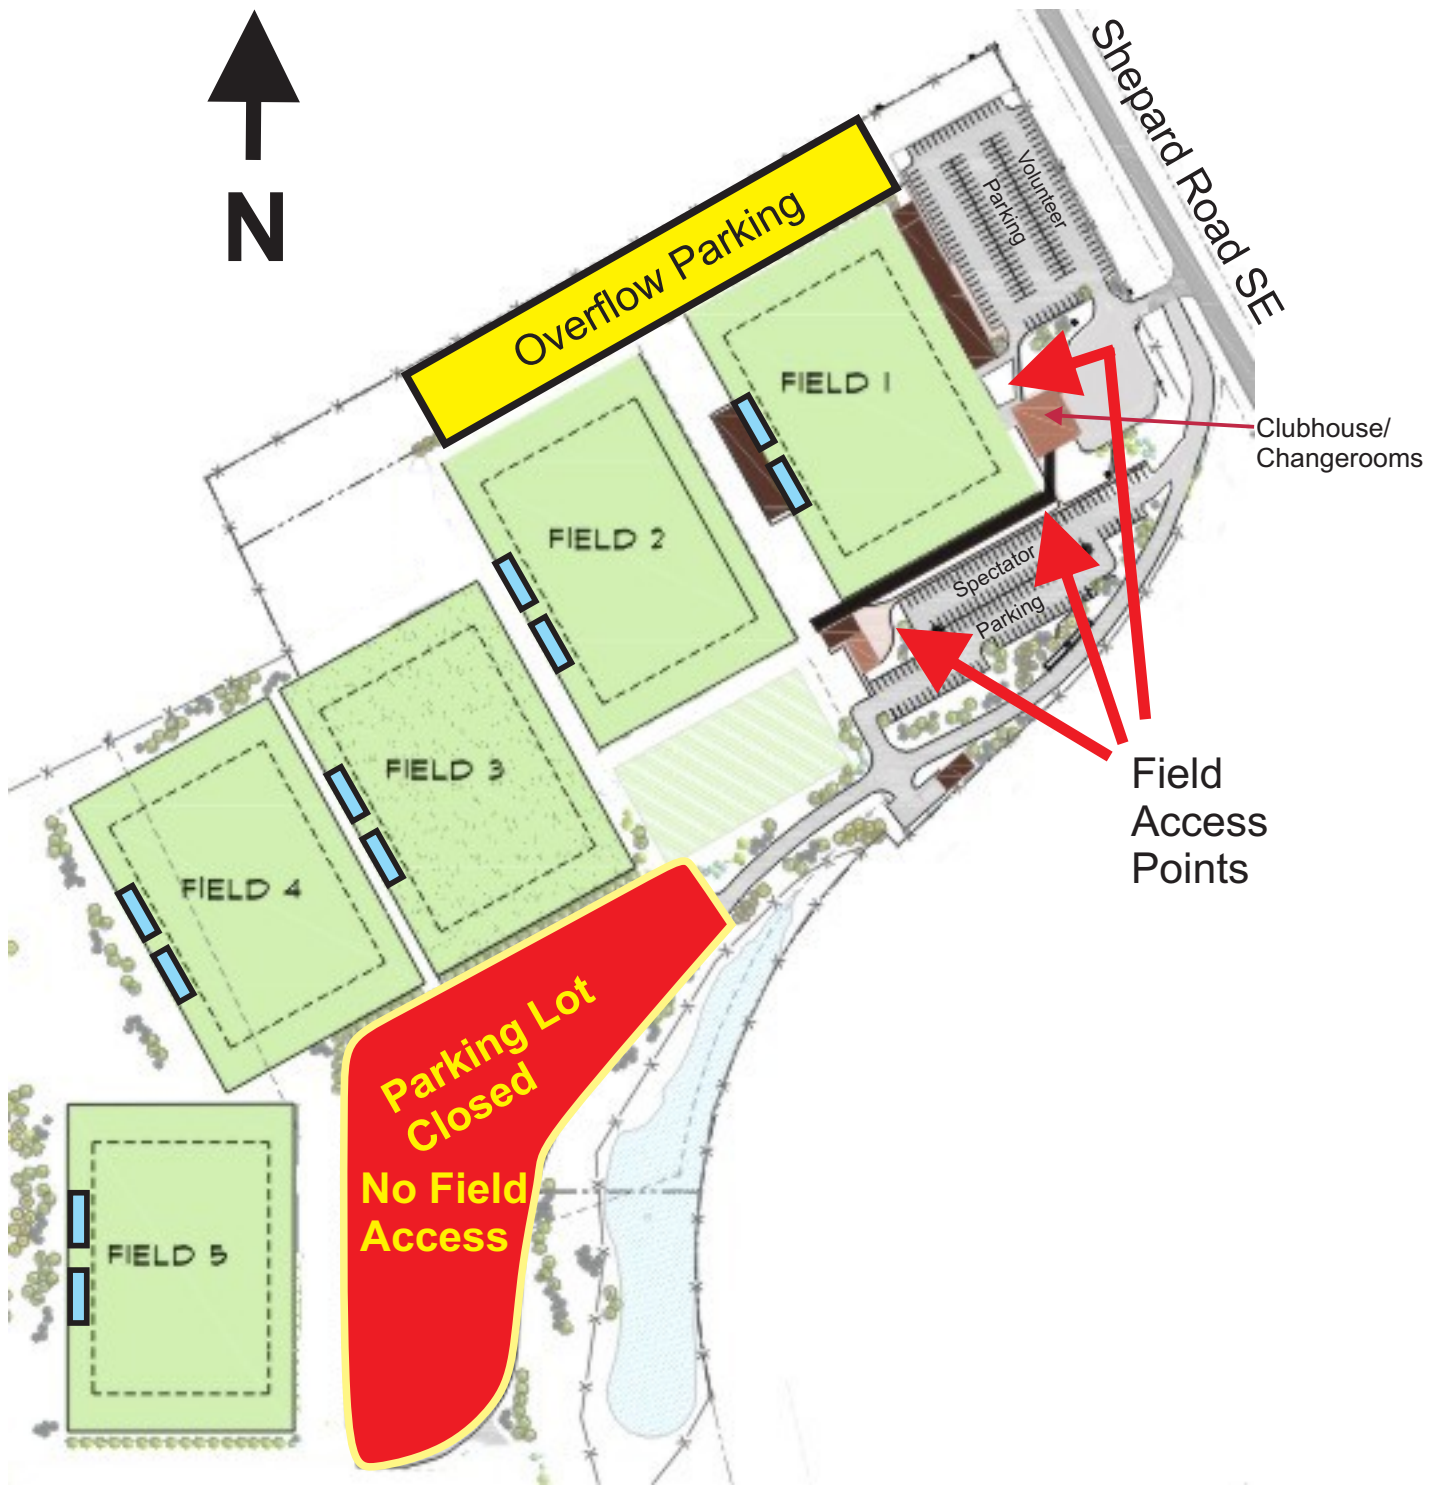 N
Shepard Road SE
Volunteer
Parking
Overflow Parking
FIELD 1
Clubhouse/
Changerooms
FIELD 2
Spectator
Parking
FIELD 3
Field
Access
Points
FIELD 4
Parking Lot
Closed
No Field
Access
FIELD 5